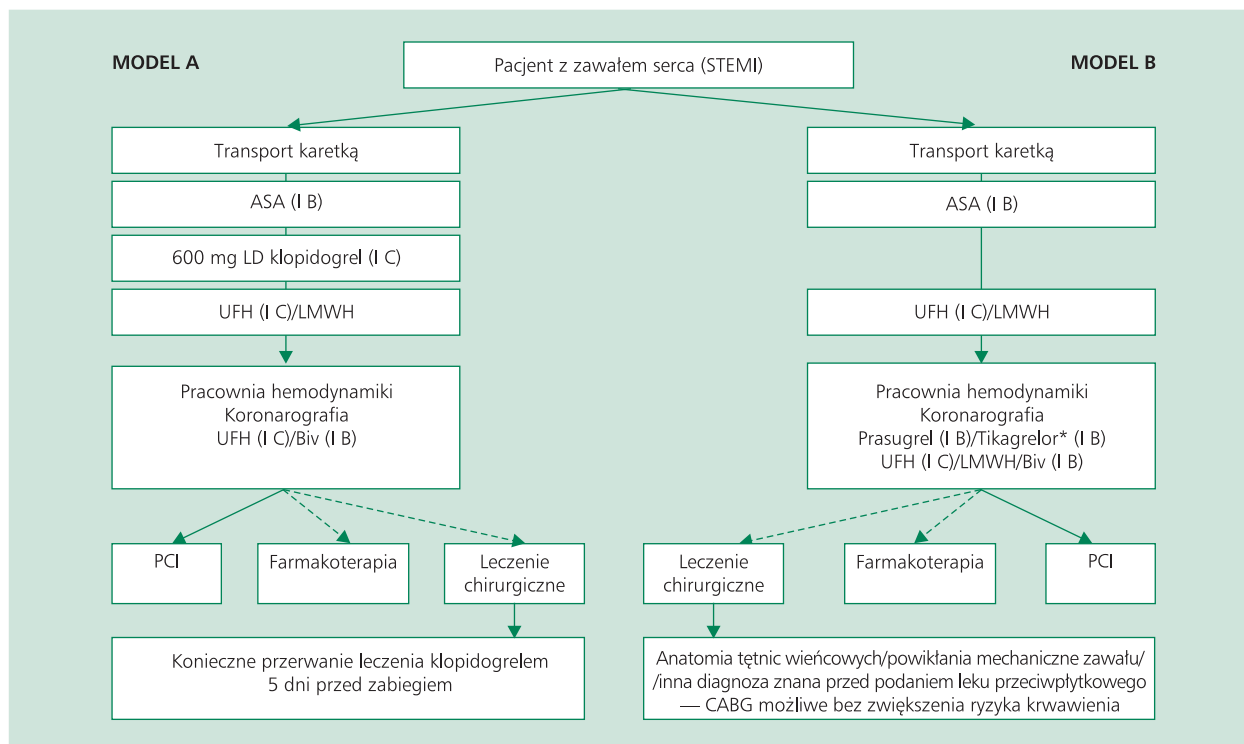 MODEL A
Pacjent z zawałem serca (STEMI)
MODEL B
Transport karetką
ASA (I B)
600 mg LD klopidogrel (I C)
UFH (I C)/LMWH
Pracownia hemodynamiki
Koronarografia
UFH (I C)/Biv (I B)
PCI
Farmakoterapia
Leczenie
chirurgiczne
Konieczne przerwanie leczenia klopidogrelem
5 dni przed zabiegiem
Transport karetką
ASA (I B)
UFH (I C)/LMWH
Pracownia hemodynamiki
Koronarografia
Prasugrel (I B)/Tikagrelor* (I B)
UFH (I C)/LMWH/Biv (I B)
Leczenie
chirurgiczne
Farmakoterapia
PCI
Anatomia tętnic wieńcowych/powikłania mechaniczne zawału/
/inna diagnoza znana przed podaniem leku przeciwpłytkowego
— CABG możliwe bez zwiększenia ryzyka krwawienia